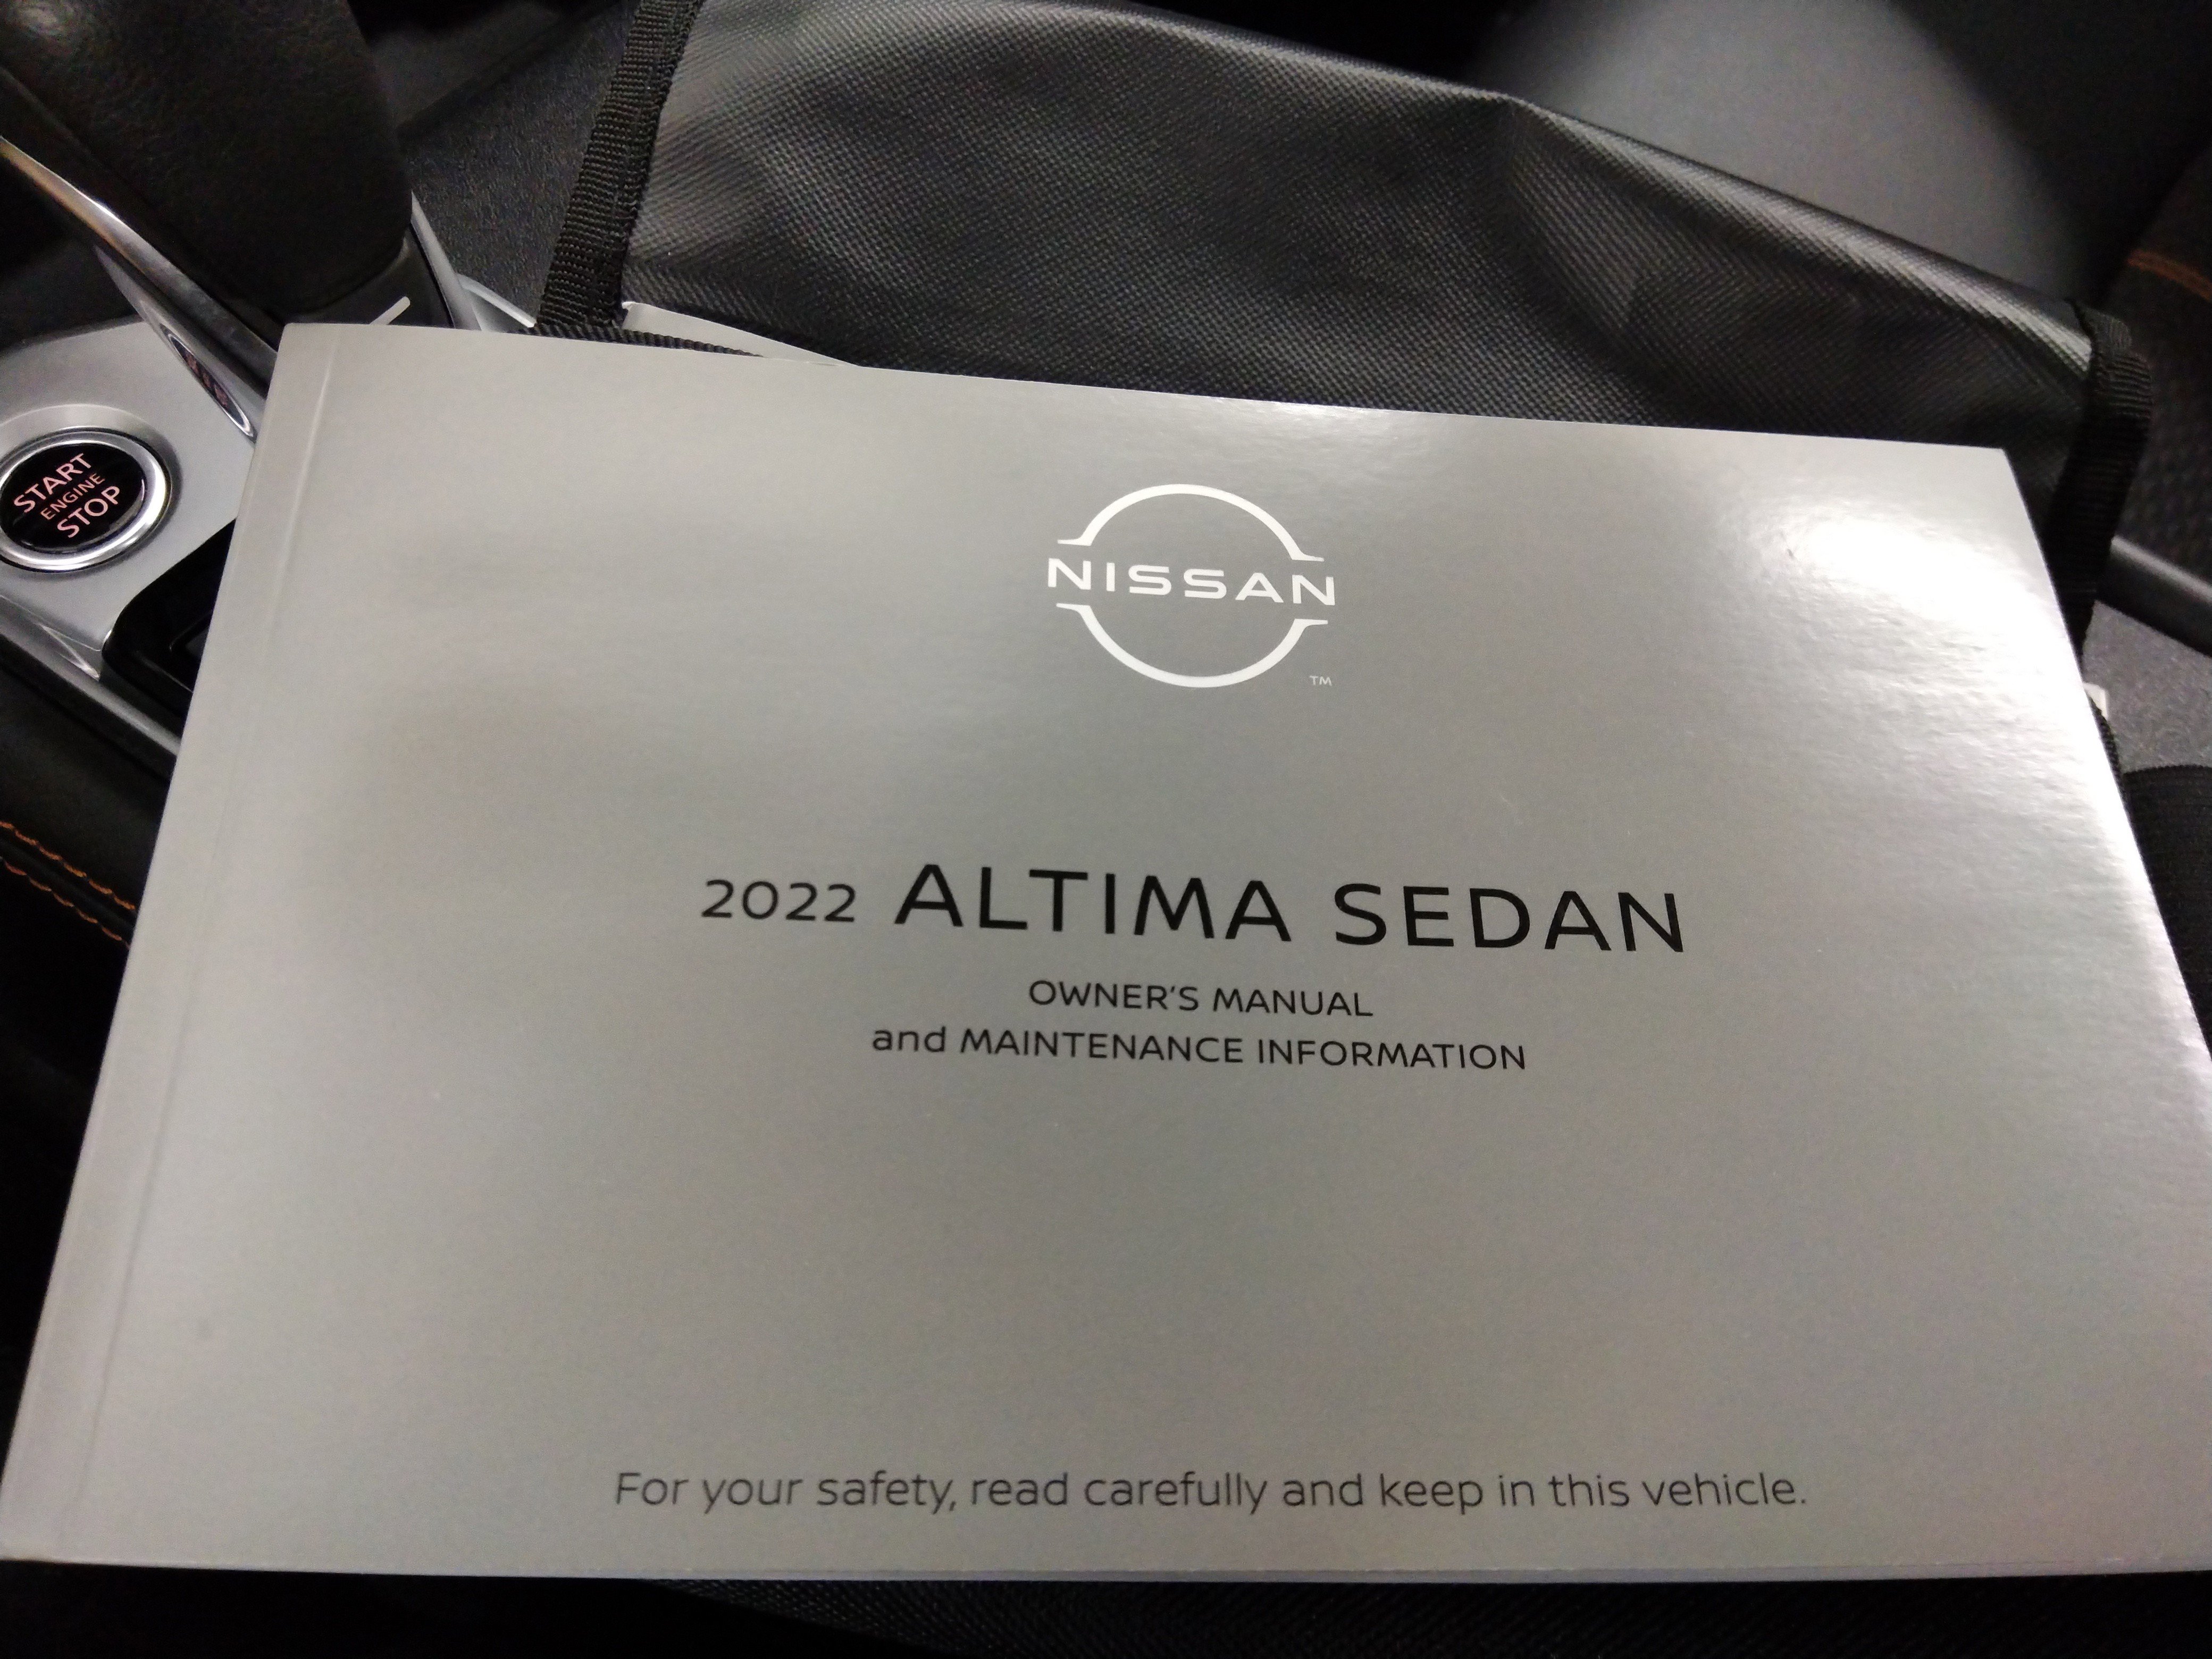 START
ENGINE
STOP
NISSAN
TM
2022 ALTIMA SEDAN
OWNER'S MANUAL
and MAINTENANCE INFORMATION
For your safety, read carefully and keep in this vehicle.